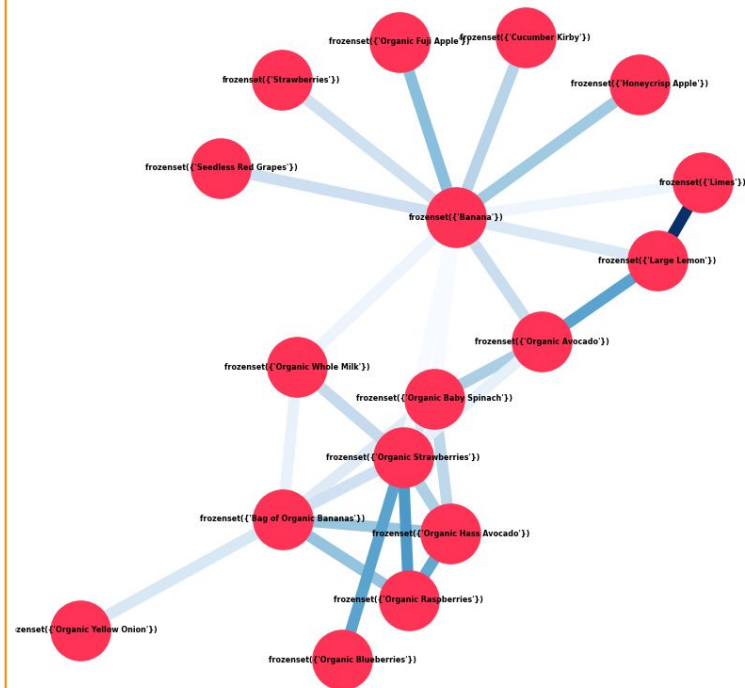 frozenset({'Cucumber Kirby'})
frozenset({'Organic Fuji Apple'})
frozenset({'Strawberries'})
frozenset({'Honeycrisp Apple'})
frozenset({'Seedless Red Grapes'})
frozenset({'Limes'})
frozenset({'Banana'})
frozenset({'Large Lemon'})
frozenset({'Organic Avocado'})
frozenset({'Organic Whole Milk'})
frozenset({'Organic Baby Spinach'})
frozenset({'Organic Strawberries'})
frozenset({'Bag of Organic Bananas'})
frozenset({'Organic Hass Avocado'})
frozenset({'Organic Raspberries'})
zenset({'Organic Yellow Onion'})
frozenset({'Organic Blueberries'})